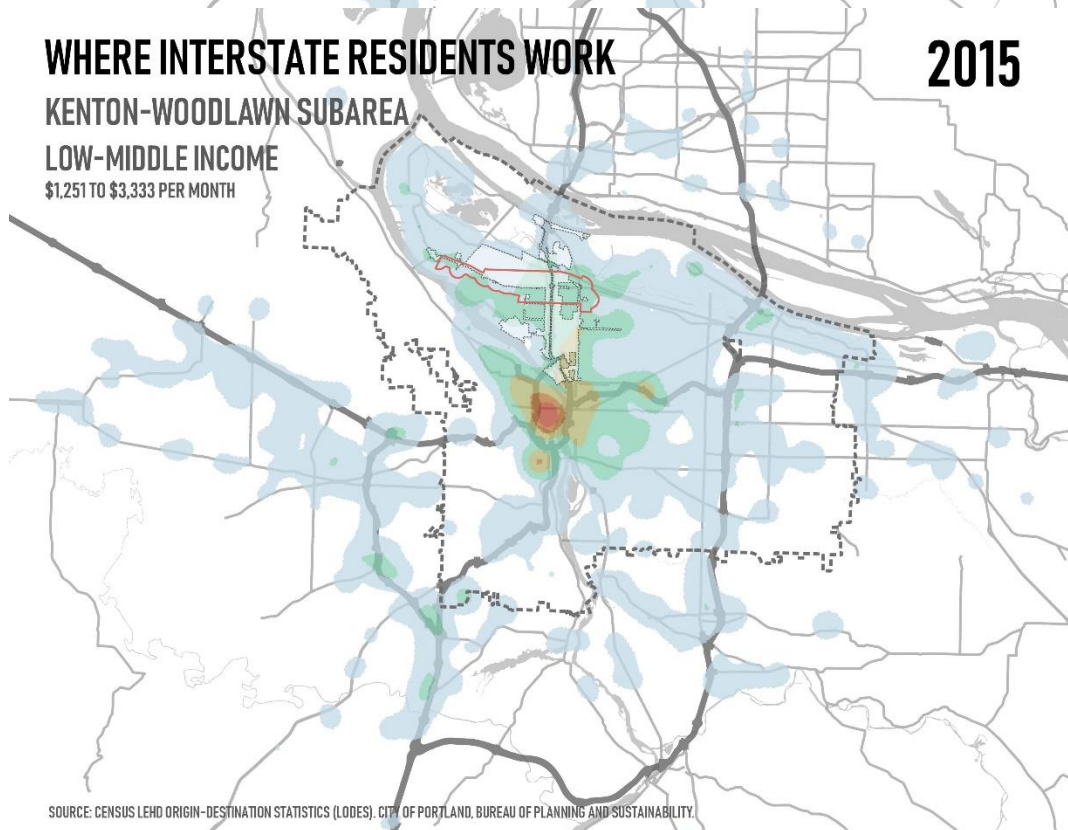 WHERE INTERSTATE RESIDENTS WORK
2015
KENTON-WOODLAWN SUBAREA
LOW-MIDDLE INCOME
$1,251 TO $3,333 PER MONTH
SOURCE: CENSUS LEHD ORIGIN-DESTINATION STATISTICS (LODES). CITY OF PORTLAND, BUREAU OF PLANNING AND SUSTAINABILITY.